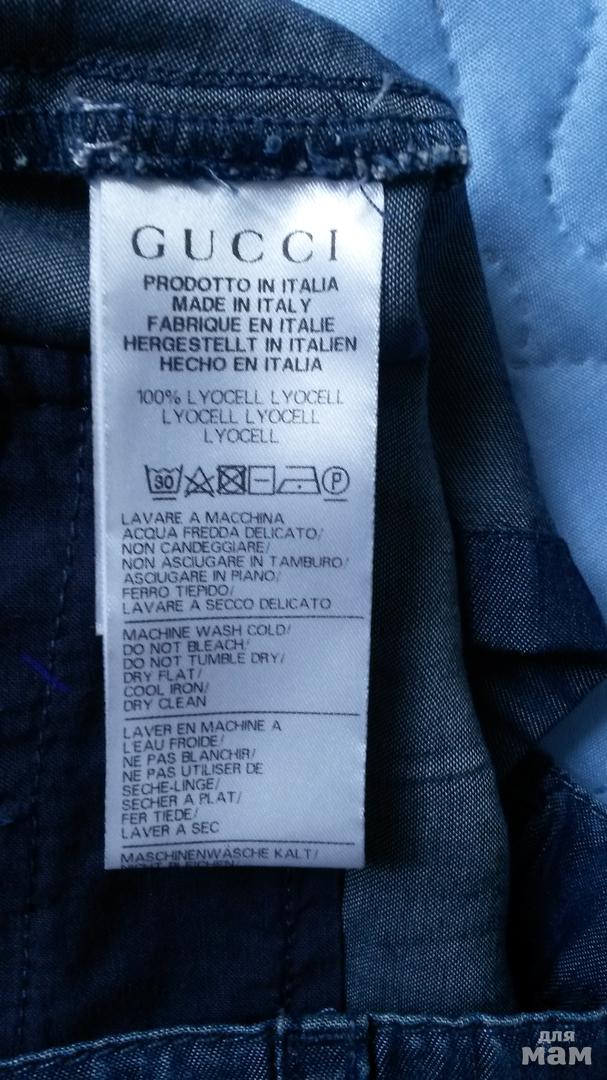 GUCCI
PRODOTTO IN ITALIA
MADE IN ITALY
FABRIQUE EN ITALIE
HERGESTELLT IN ITALIEN
HECHO EN ITALIA
100% LYOCELL LYOCELL
LYOCELL LYOCELL
LYOCELL
30 P
LAVARE A MACCHINA
ACQUA FREDDA DELICATO/
NON CANDEGGIARE/
NON ASCIUGARE IN TAMBURO/
ASCIUGARE IN PIANO/
FERRO TIEPIDO/
LAVARE A SECCO DELICATO
MACHINE WASH COLD/
DO NOT BLEACH/
DO NOT TUMBLE DRY/
DRY FLAT/
COOL IRON/
DRY CLEAN
LAVER EN MACHINE A
L'EAU FROIDE/
NE PAS BLANCHIR/
NE PAS UTILISER DE
SECHE-LINGE/
SECHER A PLAT/
FER TIEDE/
LAVER A SEC
MASCHINENWÄSCHE KALT/
NICHT BLEICHEN/
для
мам